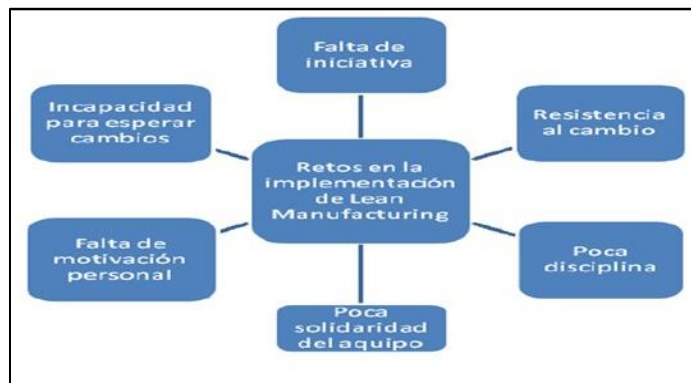 Falta de
iniciativa
Incapacidad
para esperar
cambios
Resistencia
al cambio
Retos en la
implementación
de Lean
Manufacturing
Falta de
motivación
personal
Poca
disciplina
Poca
solidaridad
del aquipo